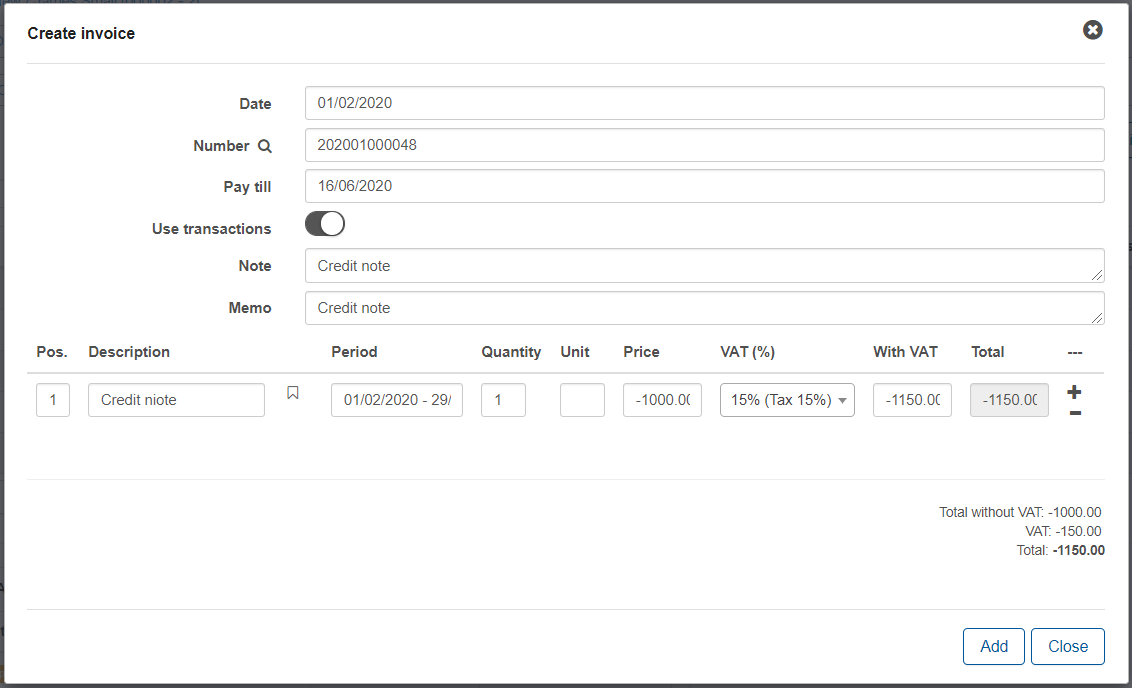 Create invoice
Date 01/02/2020
Number 202001000048
Pay till 16/06/2020
Use transactions
Note Credit note
Memo Credit note
Pos. Description Period Quantity Unit Price VAT (%) With VAT Total ---
1 Credit niote 01/02/2020 - 29/ 1 -1000.00 15% (Tax 15%) -1150.00 -1150.00
Total without VAT: -1000.00
VAT: -150.00
Total: -1150.00
Add Close